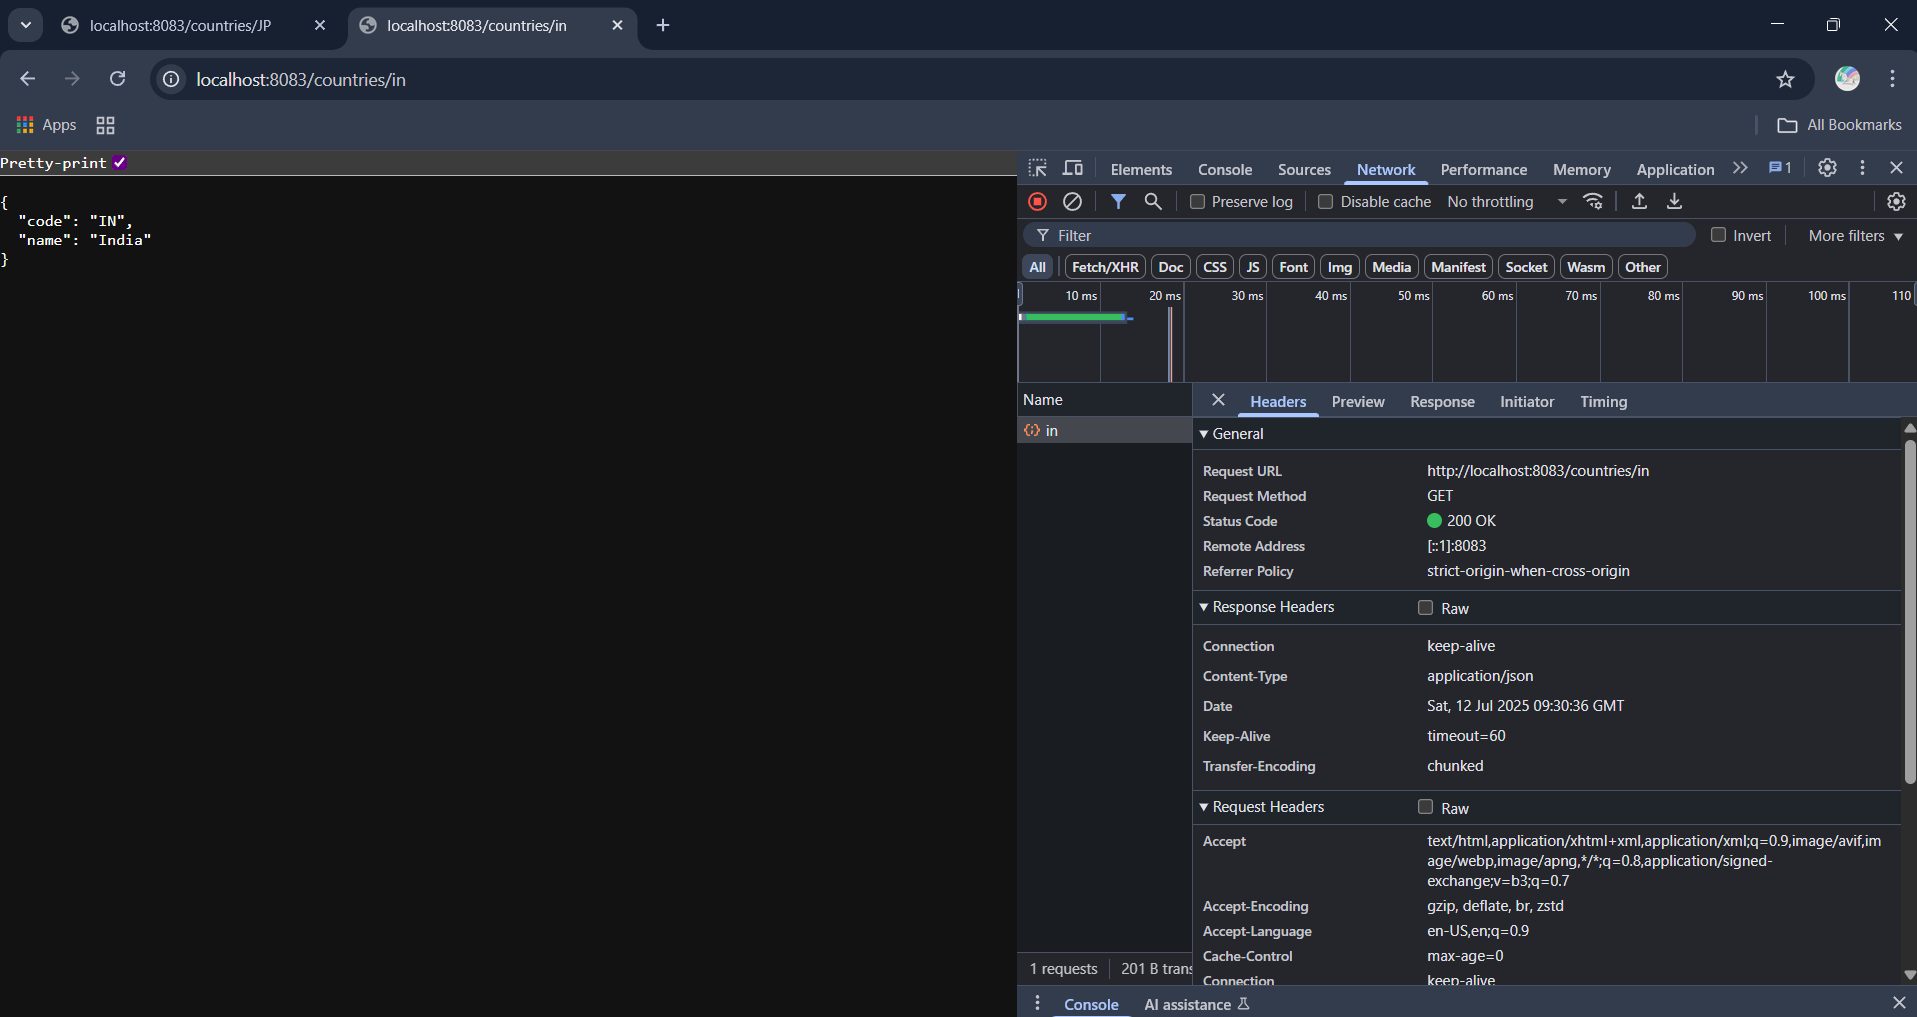 localhost:8083/countries/JP
localhost:8083/countries/in
localhost:8083/countries/in
Apps
All Bookmarks
Pretty-print
{
  "code": "IN",
  "name": "India"
}
Elements Console Sources Network Performance Memory Application 1
Preserve log Disable cache No throttling
Filter Invert More filters
All Fetch/XHR Doc CSS JS Font Img Media Manifest Socket Wasm Other
10 ms 20 ms 30 ms 40 ms 50 ms 60 ms 70 ms 80 ms 90 ms 100 ms 110
Name
in
Headers Preview Response Initiator Timing
General
Request URL http://localhost:8083/countries/in
Request Method GET
Status Code 200 OK
Remote Address [::1]:8083
Referrer Policy strict-origin-when-cross-origin
Response Headers Raw
Connection keep-alive
Content-Type application/json
Date Sat, 12 Jul 2025 09:30:36 GMT
Keep-Alive timeout=60
Transfer-Encoding chunked
Request Headers Raw
Accept text/html,application/xhtml+xml,application/xml;q=0.9,image/avif,im
age/webp,image/apng,*/*;q=0.8,application/signed-
exchange;v=b3;q=0.7
Accept-Encoding gzip, deflate, br, zstd
Accept-Language en-US,en;q=0.9
Cache-Control max-age=0
Connection keep-alive
1 requests 201 B trans
Console AI assistance